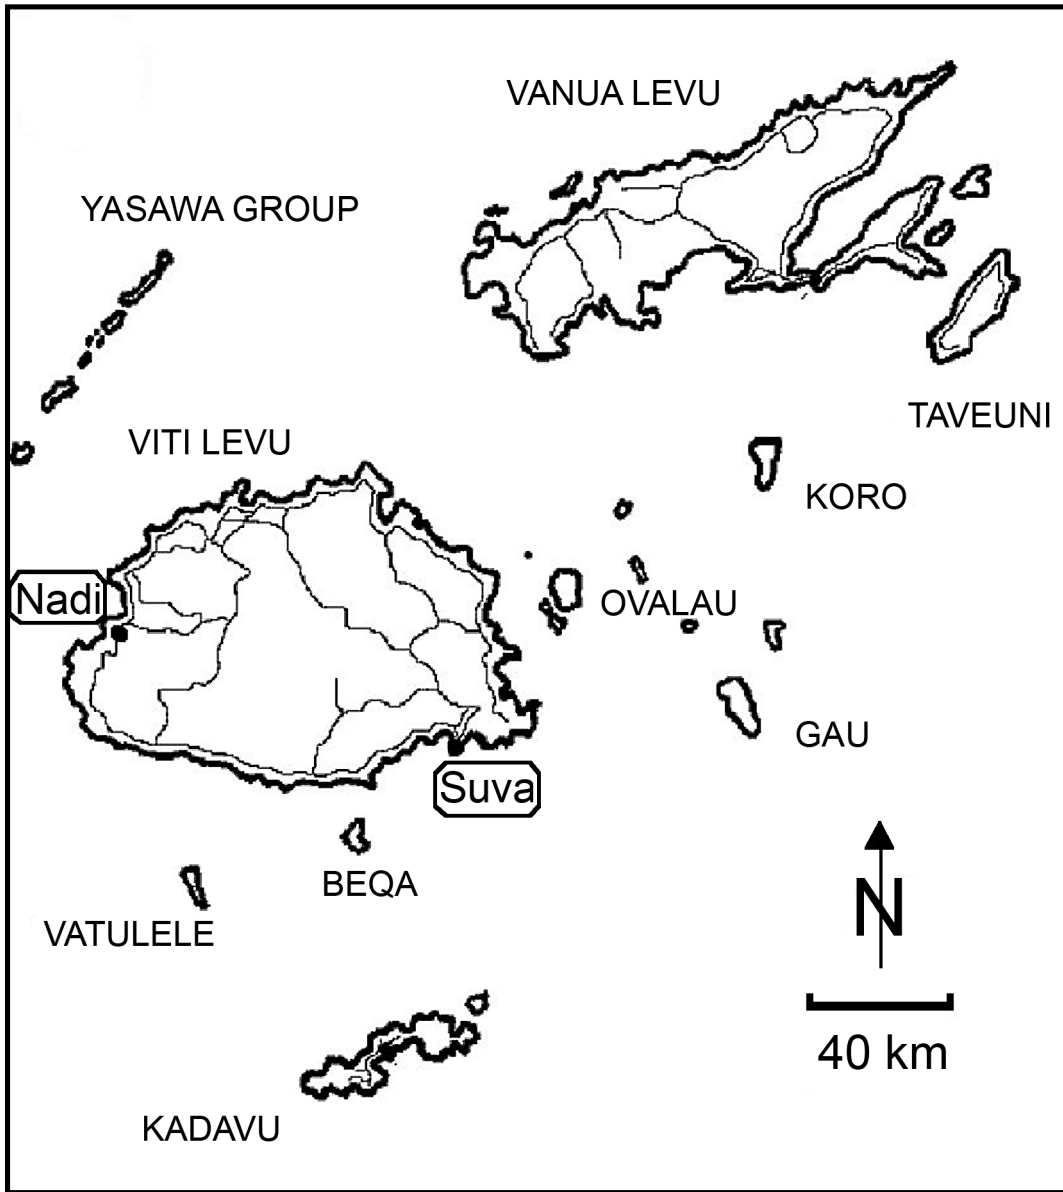 VANUA LEVU
YASAWA GROUP
TAVEUNI
VITI LEVU
KORO
Nadi
OVALAU
GAU
Suva
BEQA
N
VATULELE
40 km
KADAVU